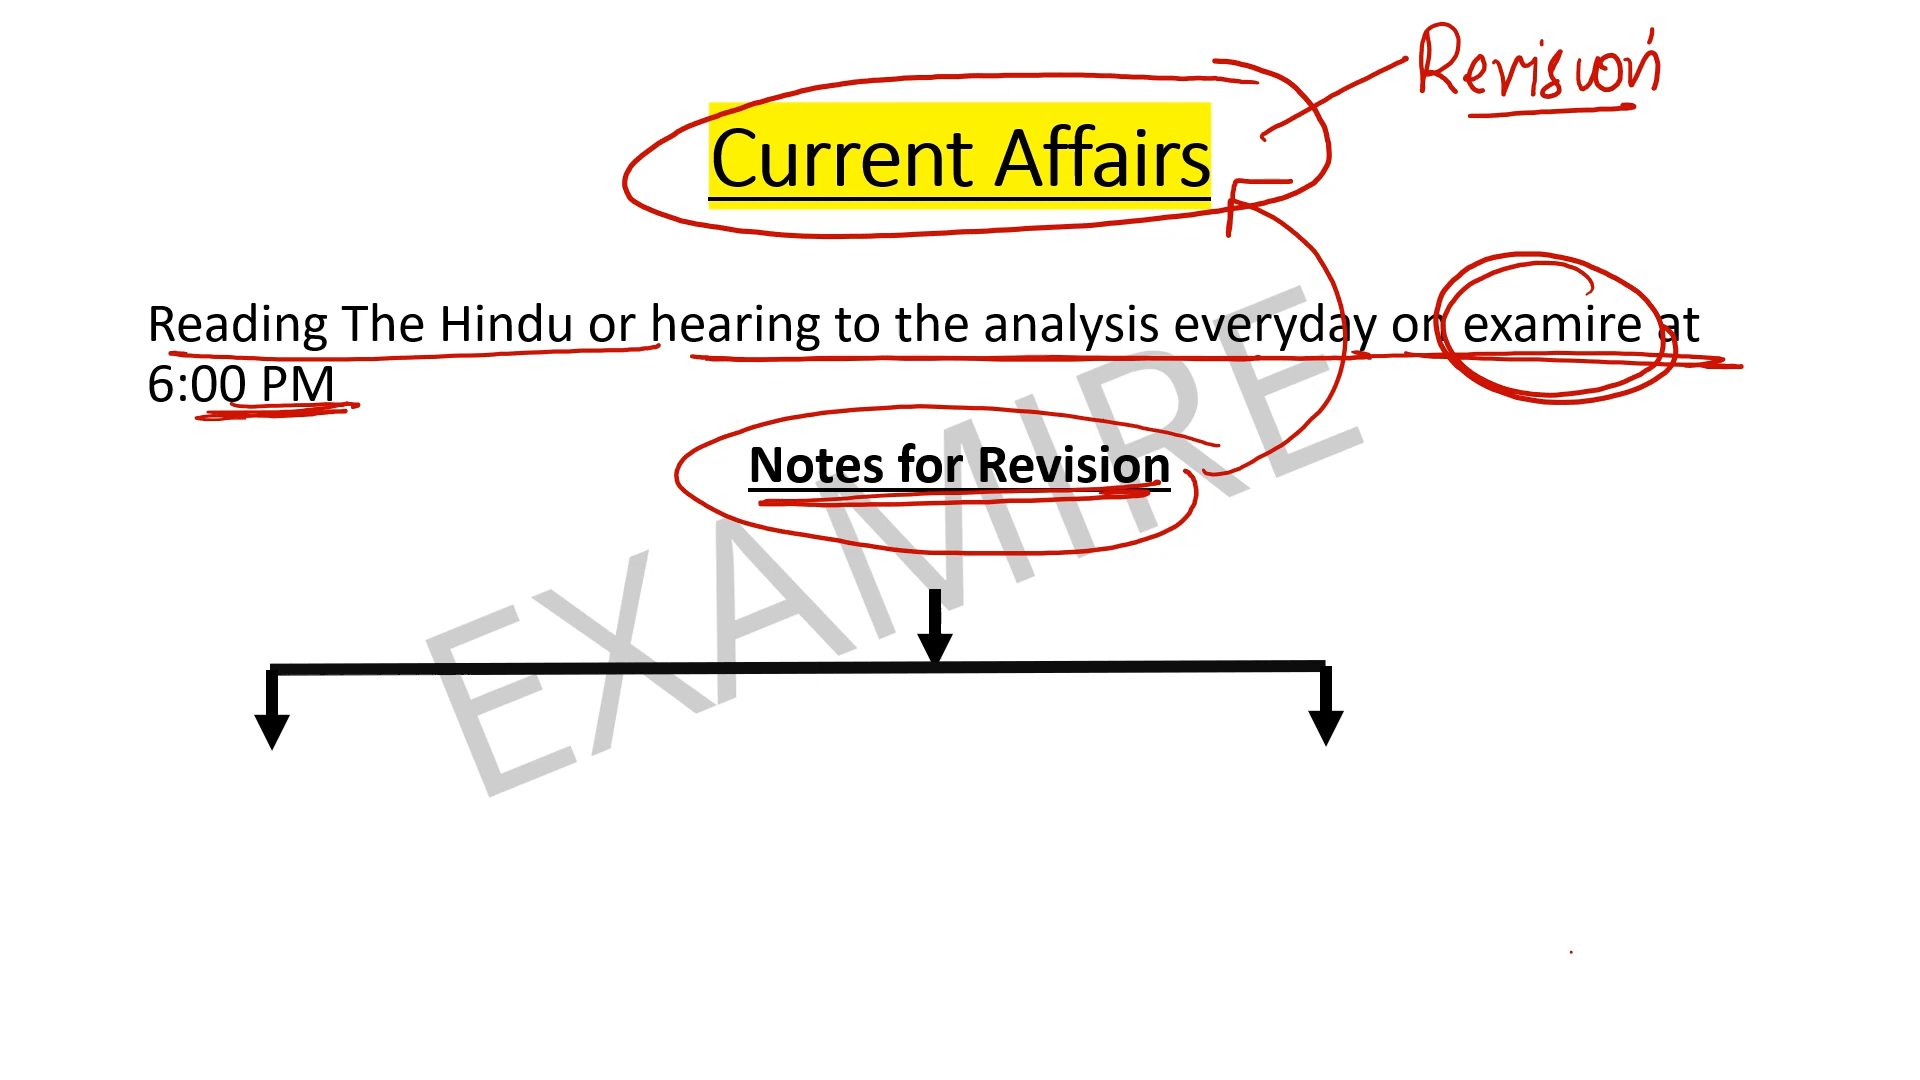 Revision
Current Affairs
Reading The Hindu or hearing to the analysis everyday on examire at
6:00 PM
Notes for Revision
EXAMIRE